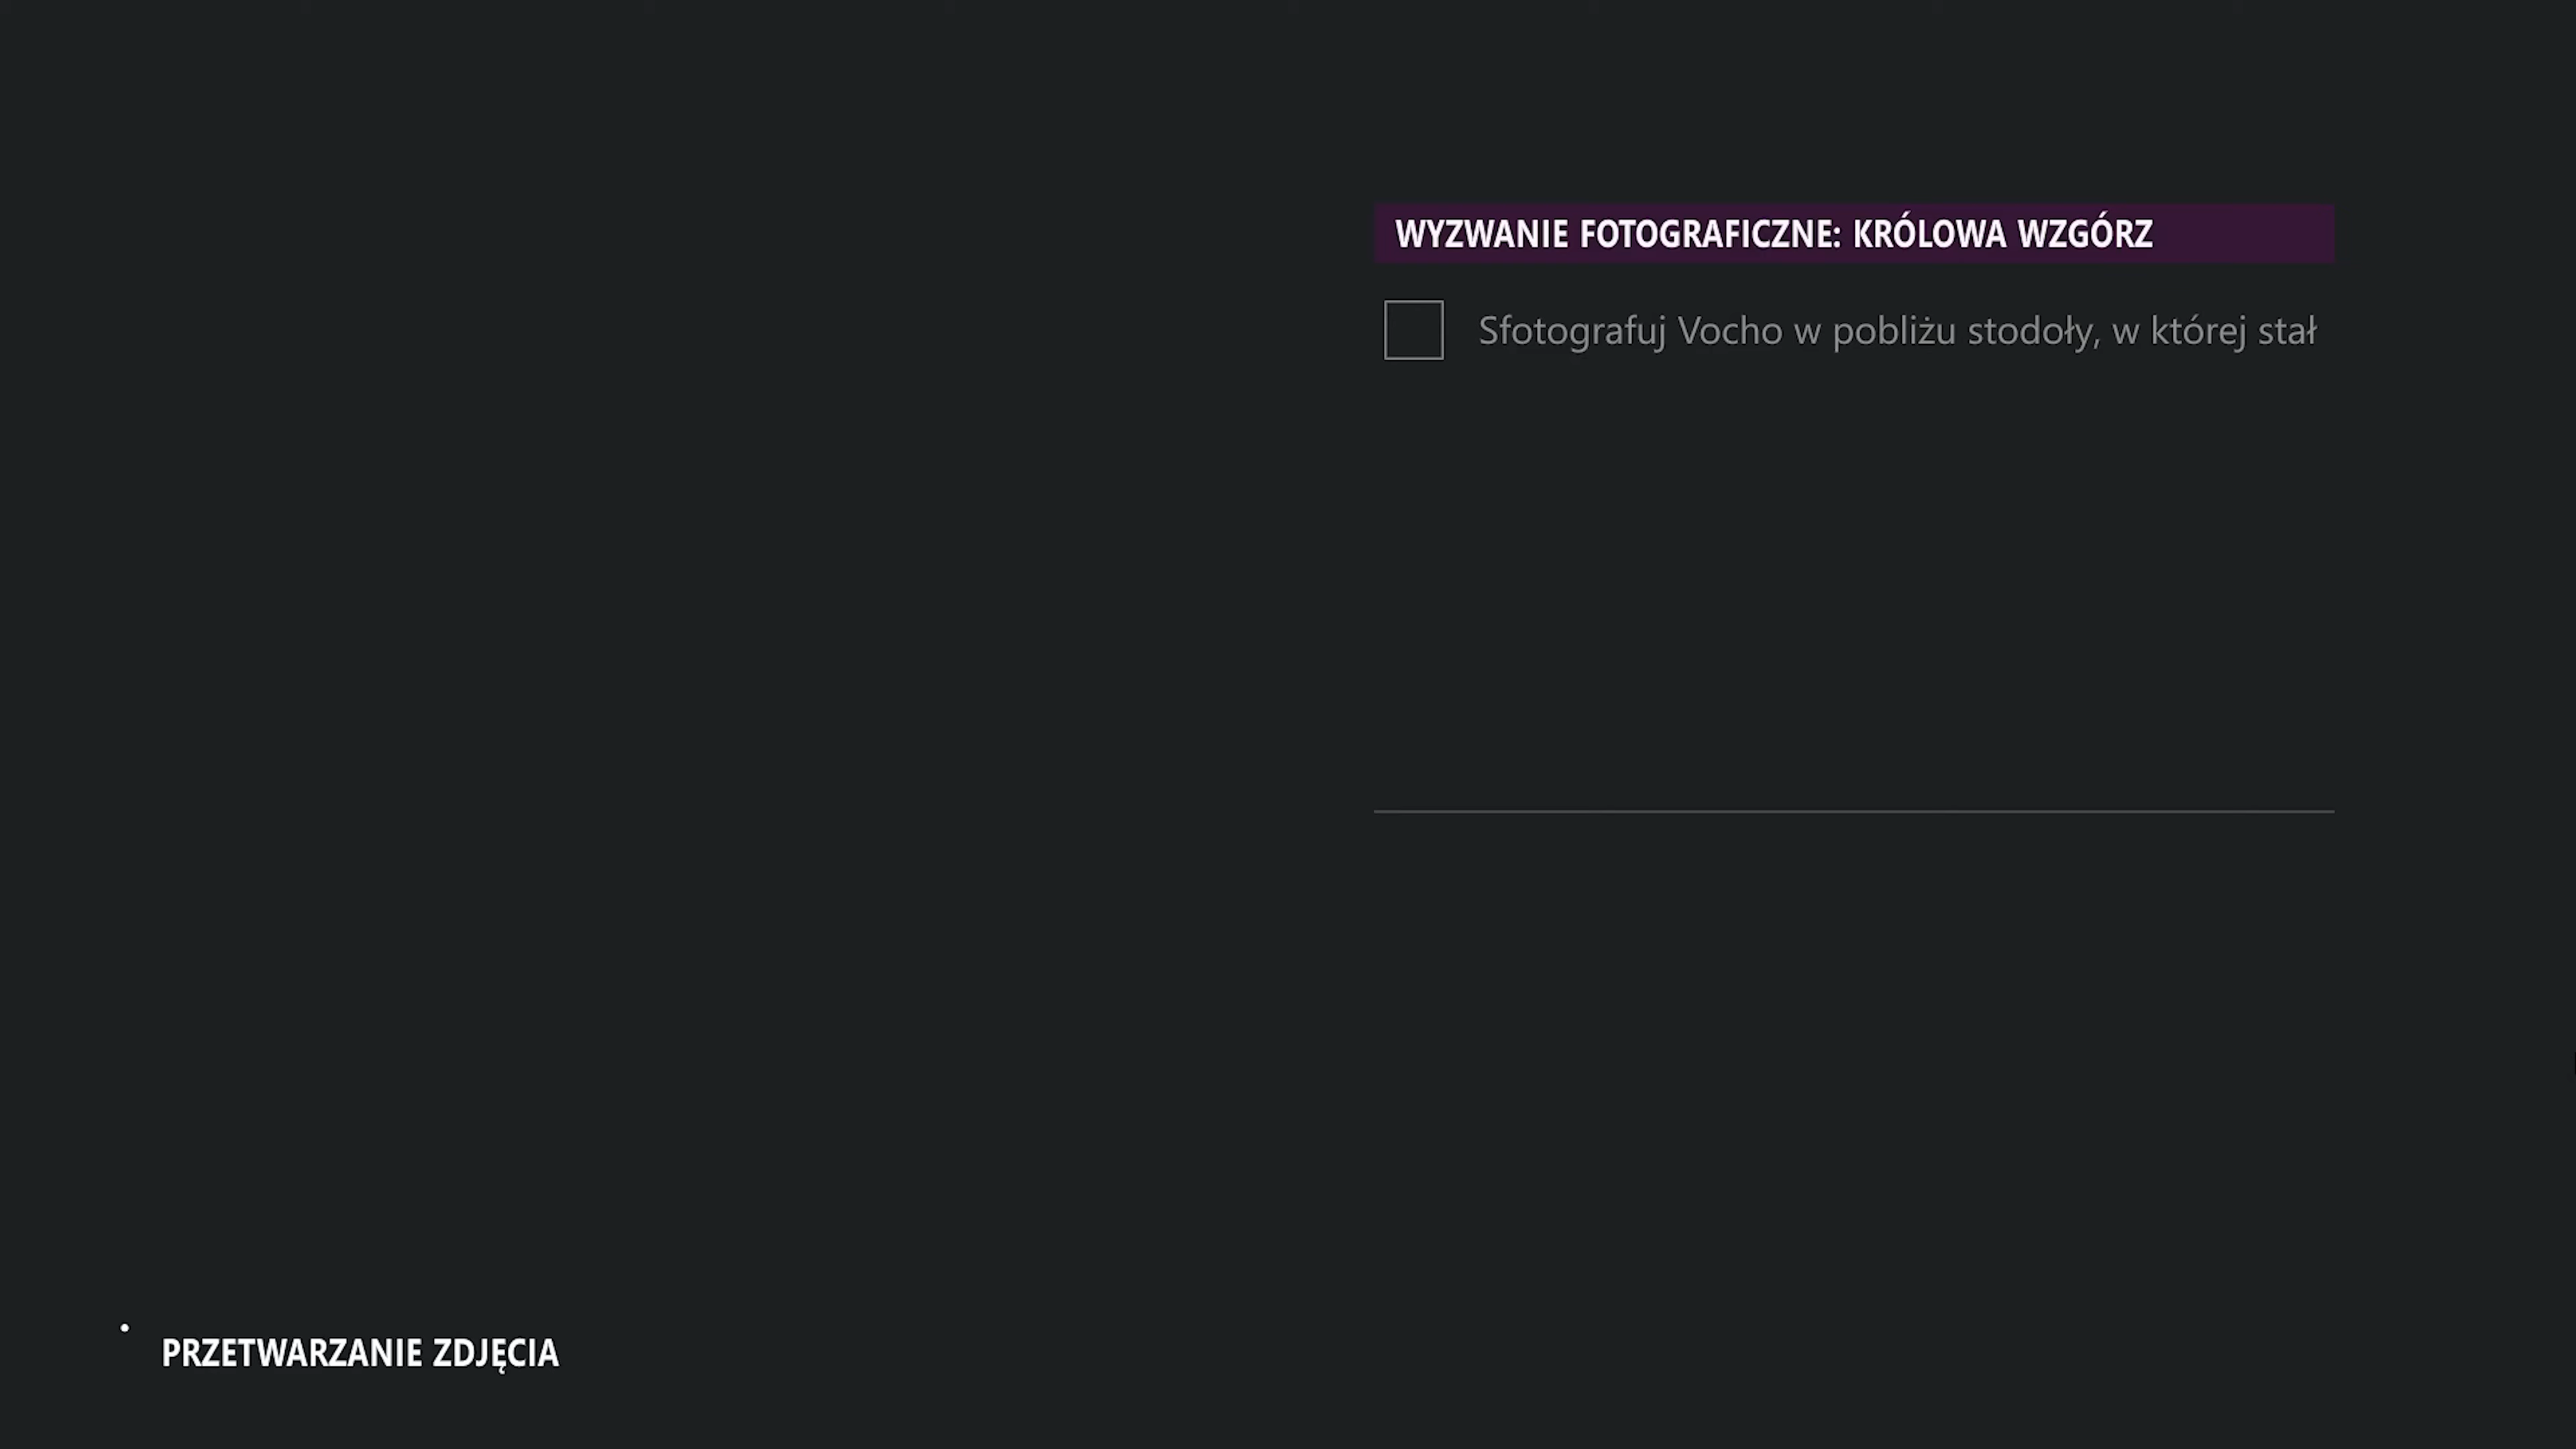 WYZWANIE FOTOGRAFICZNE: KRÓLOWA WZGÓRZ
Sfotografuj Vocho w pobliżu stodoły, w której stał
PRZETWARZANIE ZDJĘCIA